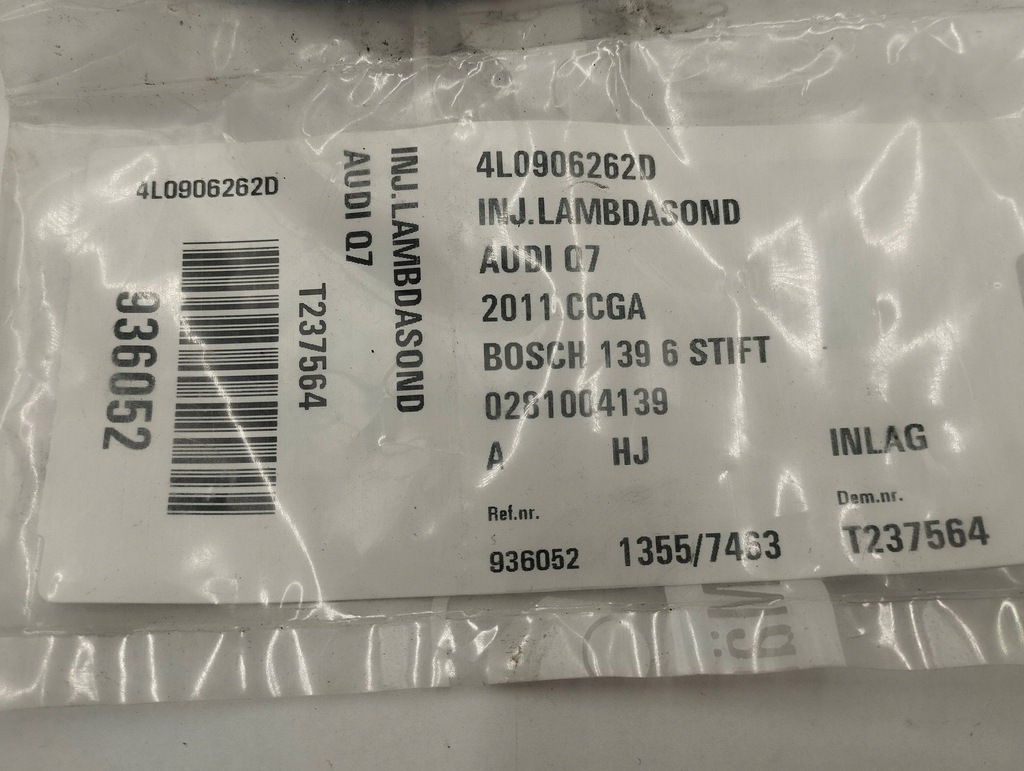 4L0906262D
936052
T237564
INJ.LAMBDASOND
AUDI Q7
4L0906262D
INJ.LAMBDASOND
AUDI Q7
2011 CCGA
BOSCH 139 6 STIFT
0281004139
A HJ INLAG
Ref.nr. Dem.nr.
936052 1355/7463 T237564